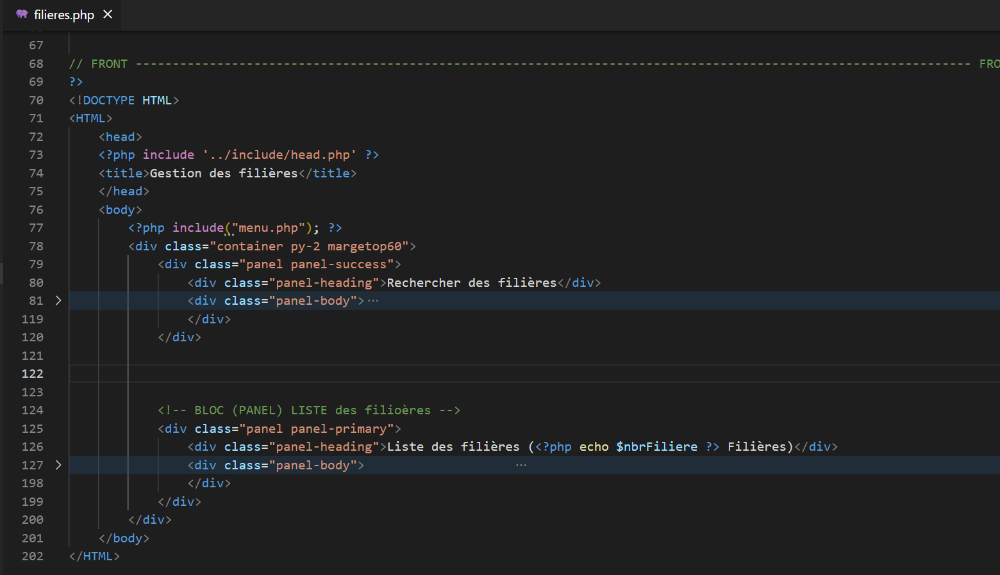 filieres.php
67
68 // FRONT ----------------------------------------------------------------------------------------------------------------- FRO
69 ?>
70 <!DOCTYPE HTML>
71 <HTML>
72 <head>
73 <?php include '../include/head.php' ?>
74 <title>Gestion des filières</title>
75 </head>
76 <body>
77 <?php include("menu.php"); ?>
78 <div class="container py-2 margetop60">
79 <div class="panel panel-success">
80 <div class="panel-heading">Rechercher des filières</div>
81 <div class="panel-body">…
119 </div>
120 </div>
121
122
123
124 <!-- BLOC (PANEL) LISTE des filioères -->
125 <div class="panel panel-primary">
126 <div class="panel-heading">Liste des filières (<?php echo $nbrFiliere ?> Filières)</div>
127 <div class="panel-body"> …
198 </div>
199 </div>
200 </div>
201 </body>
202 </HTML>